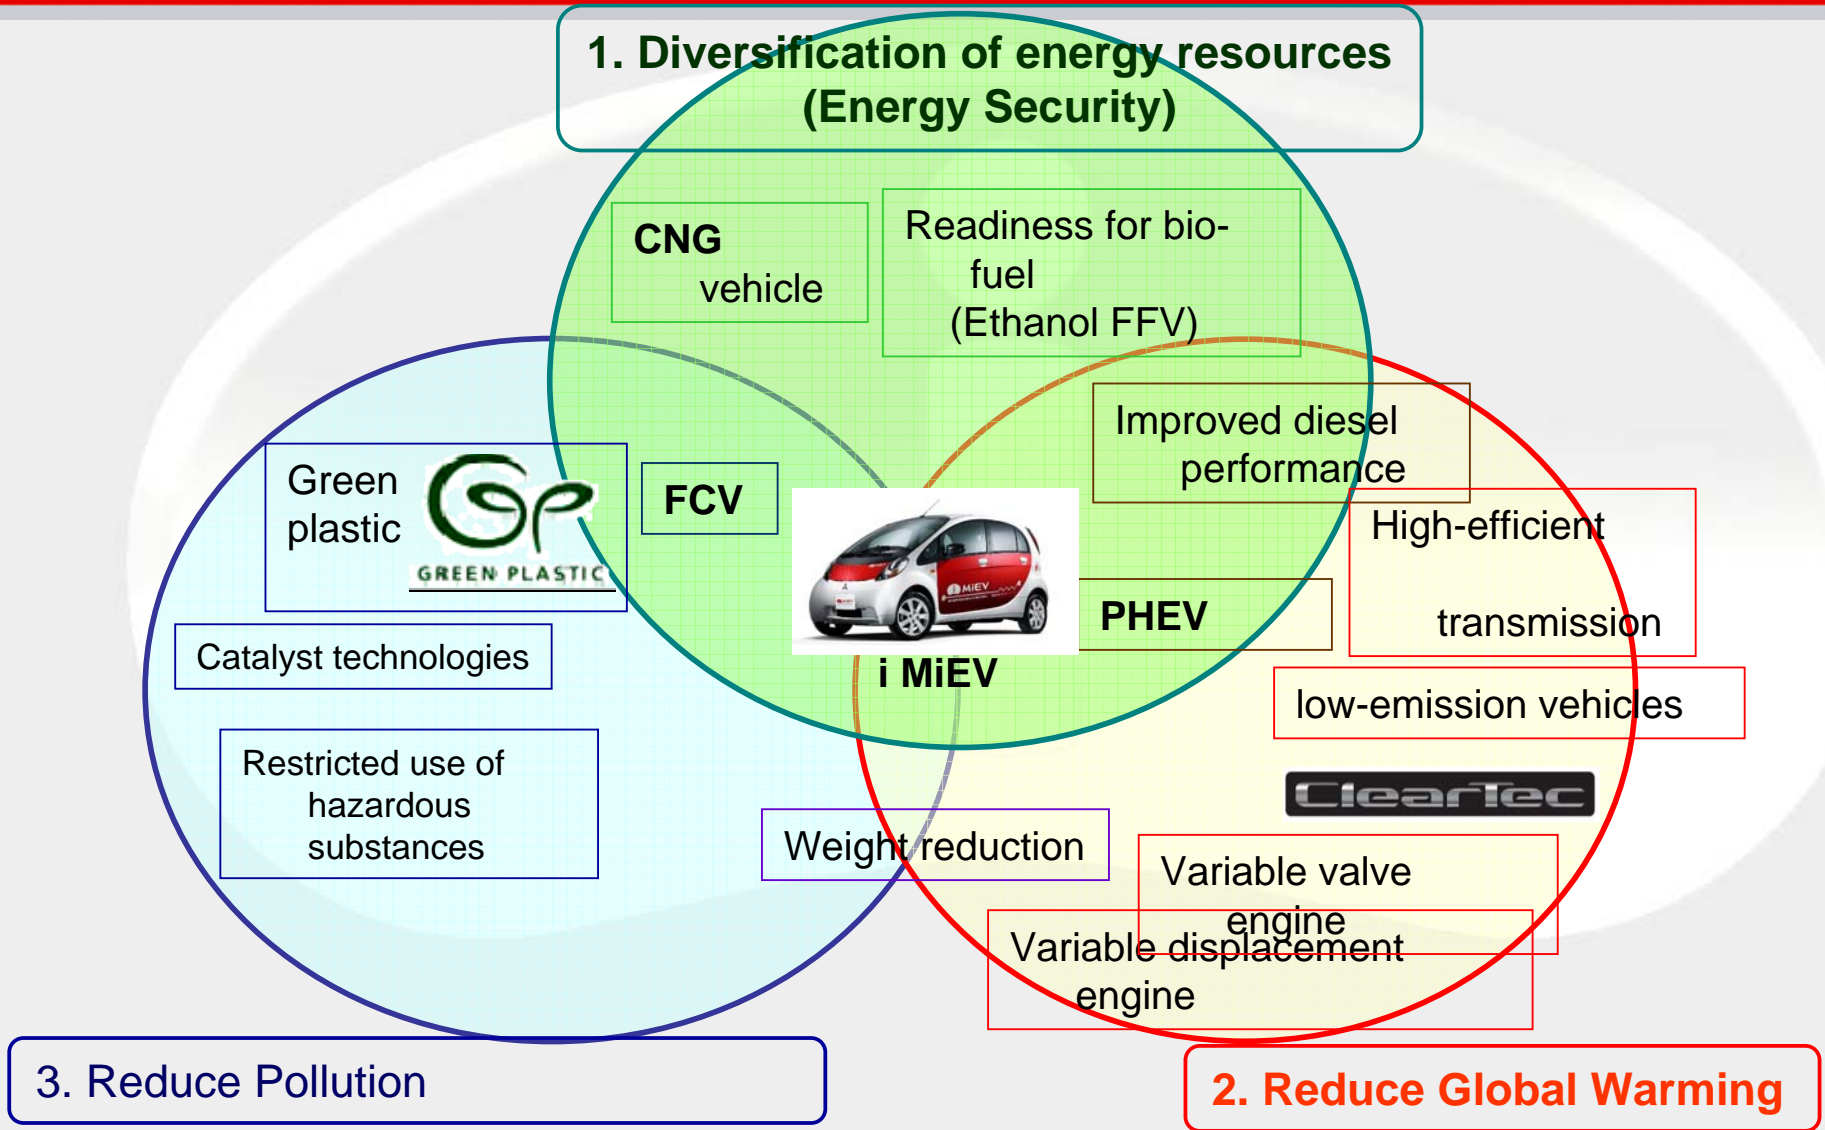 1. Diversification of energy resources
(Energy Security)
CNG
vehicle
Readiness for bio-
fuel
(Ethanol FFV)
Improved diesel
performance
Green
plastic
GREEN PLASTIC
FCV
High-efficient
transmission
MiEV
PHEV
i MiEV
Catalyst technologies
low-emission vehicles
Restricted use of
hazardous
substances
ClearTec
Weight reduction
Variable valve
engine
Variable displacement
engine
3. Reduce Pollution
2. Reduce Global Warming